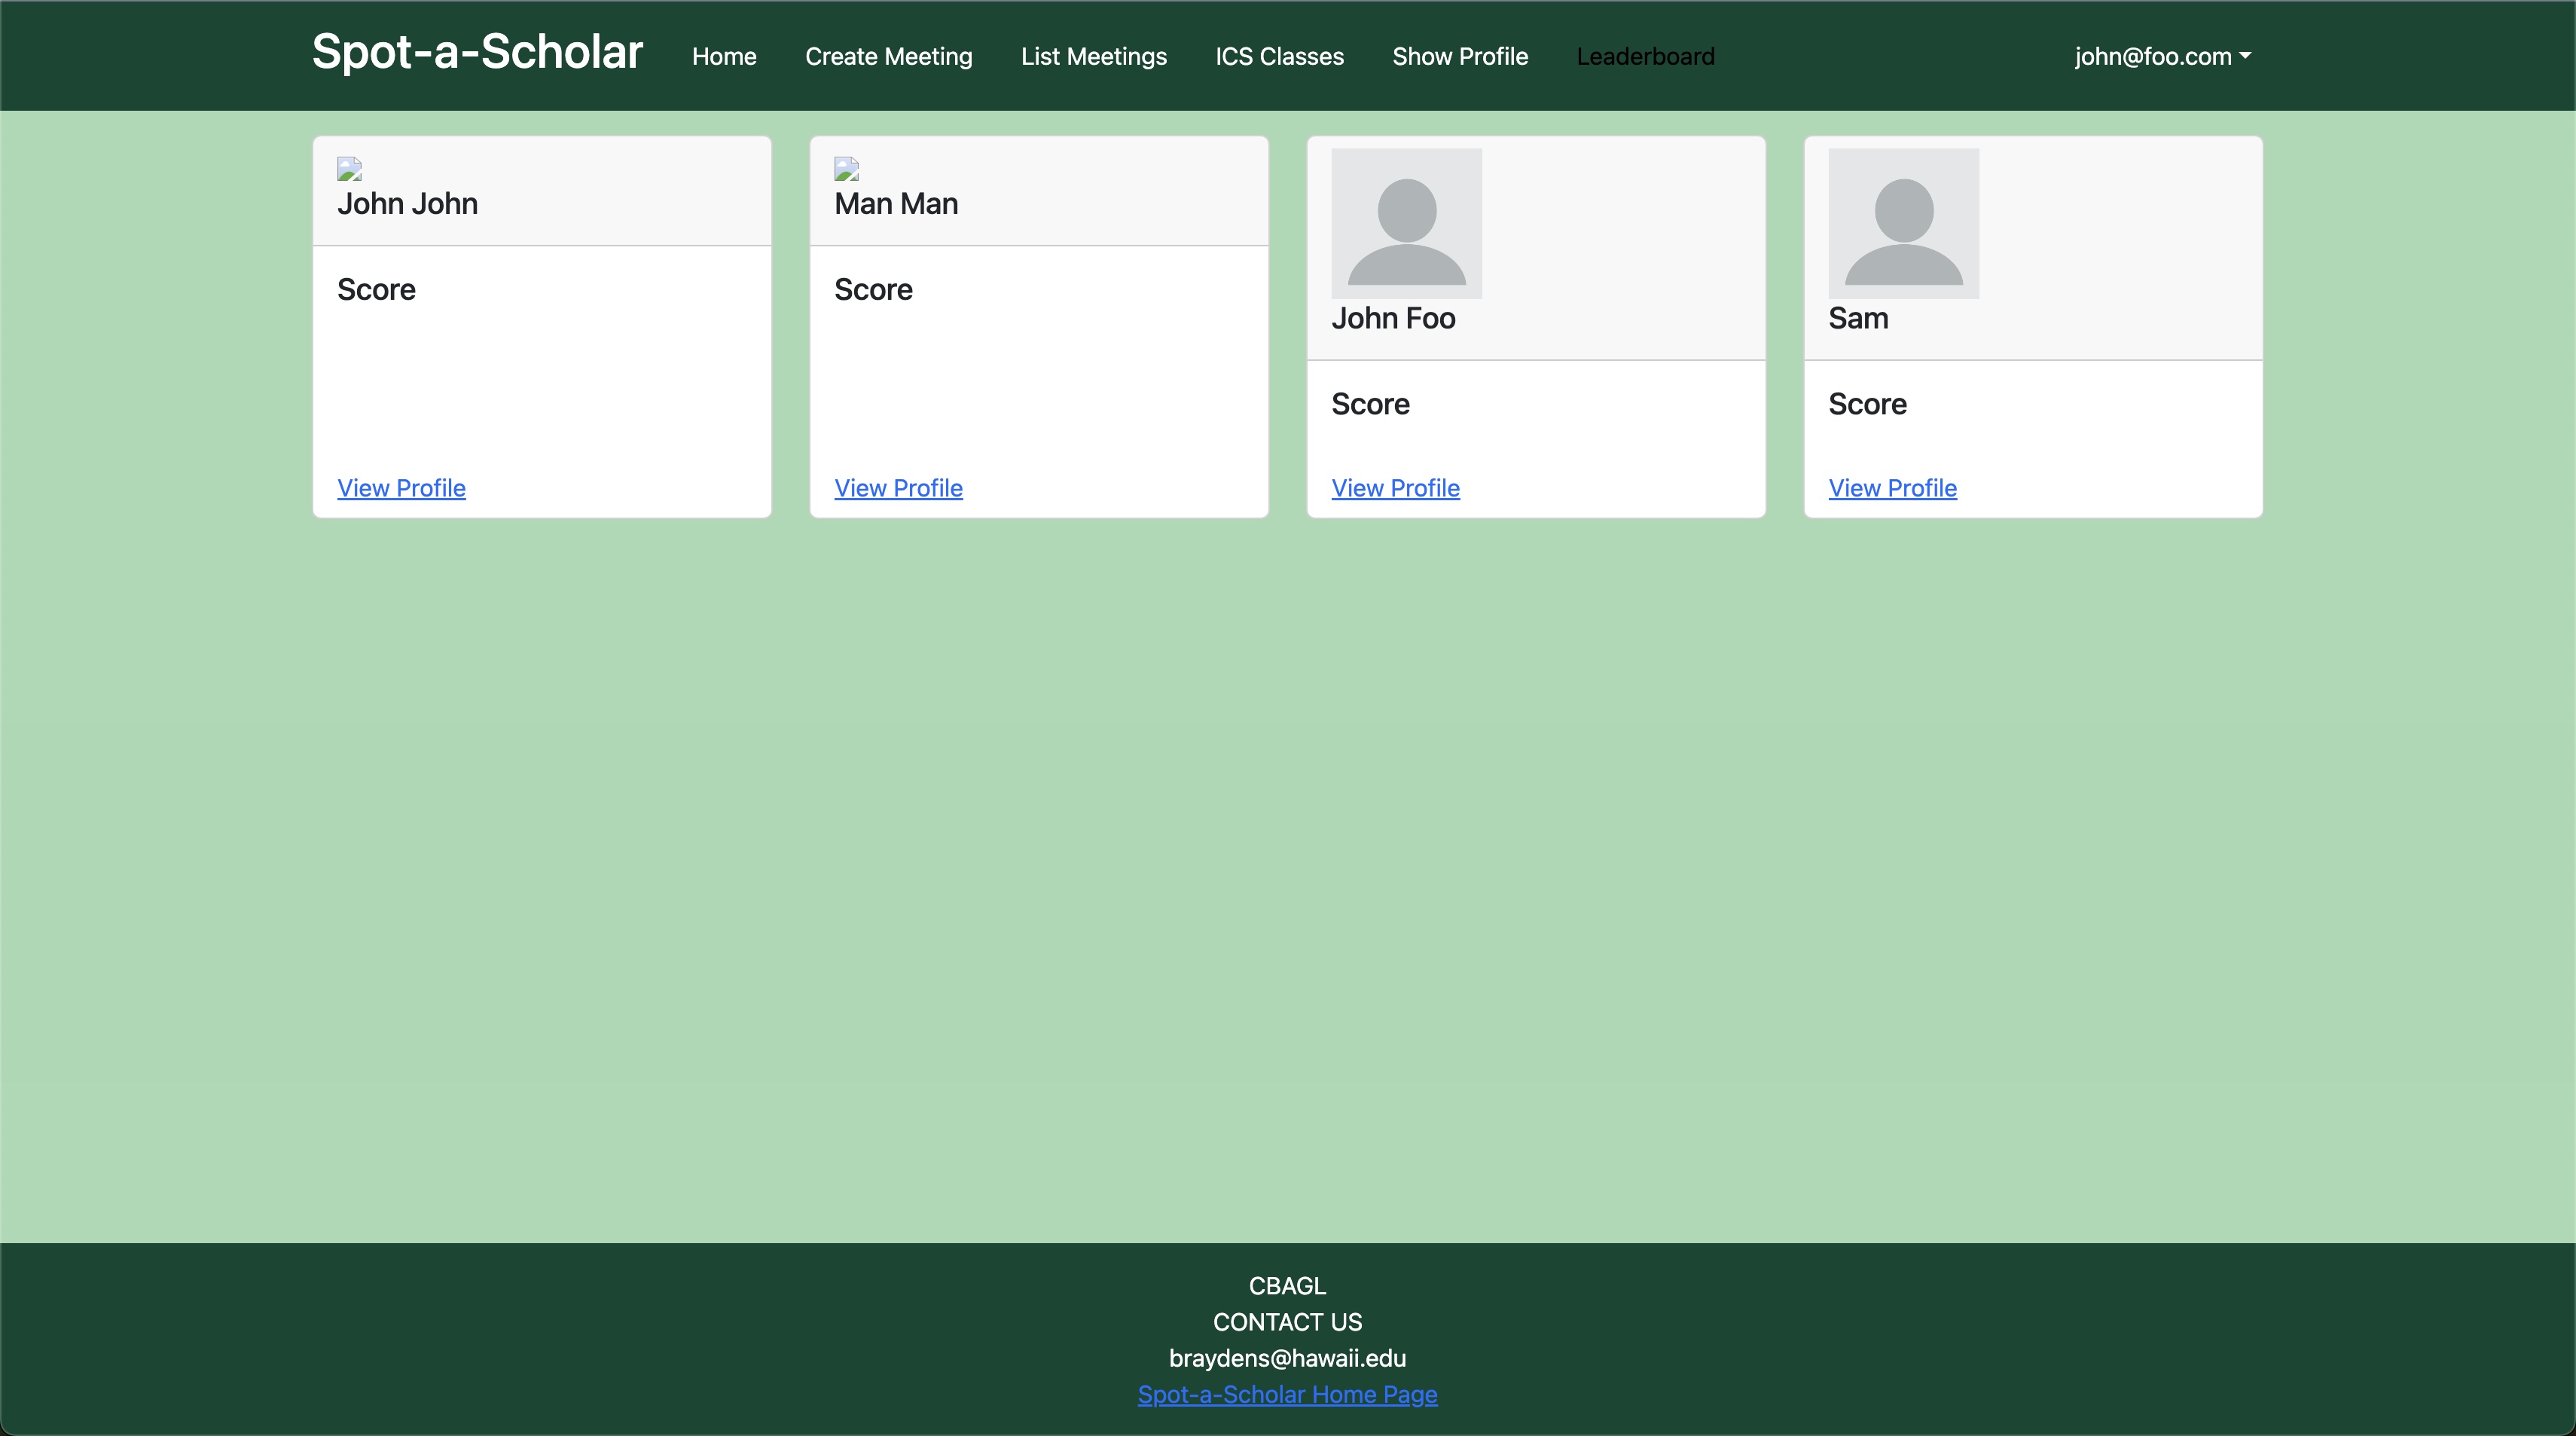 Spot-a-Scholar Home Create Meeting List Meetings ICS Classes Show Profile Leaderboard john@foo.com
John John
Score
View Profile
Man Man
Score
View Profile
John Foo
Score
View Profile
Sam
Score
View Profile
CBAGL
CONTACT US
braydens@hawaii.edu
Spot-a-Scholar Home Page